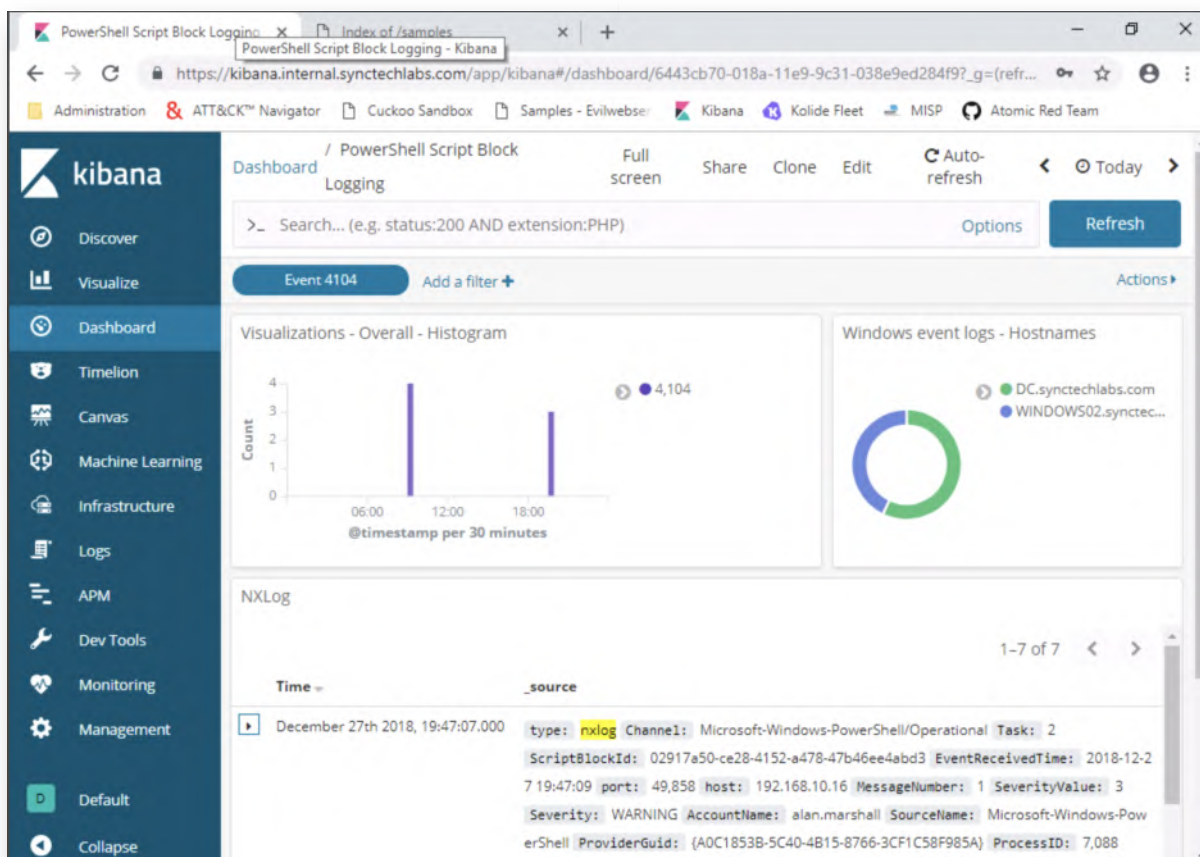 PowerShell Script Block Logging
Index of /samples
PowerShell Script Block Logging - Kibana
https://kibana.internal.synctechlabs.com/app/kibana#/dashboard/6443cb70-018a-11e9-9c31-038e9ed284f9?_g=(refr...
Administration ATT&CK™ Navigator Cuckoo Sandbox Samples - Evilwebser Kibana Kolide Fleet MISP Atomic Red Team
kibana
Discover
Visualize
Dashboard
Timelion
Canvas
Machine Learning
Infrastructure
Logs
APM
Dev Tools
Monitoring
Management
D Default
Collapse
Dashboard / PowerShell Script Block
Logging
Full
screen
Share Clone Edit
Auto-
refresh
Today
>_ Search... (e.g. status:200 AND extension:PHP) Options Refresh
Event 4104 Add a filter + Actions
Visualizations - Overall - Histogram
4
3
2
1
0
Count
06:00 12:00 18:00
@timestamp per 30 minutes
4,104
Windows event logs - Hostnames
DC.synctechlabs.com
WINDOWS02.synctec...
NXLog
1–7 of 7
Time _source
December 27th 2018, 19:47:07.000
type: nxlog Channel: Microsoft-Windows-PowerShell/Operational Task: 2
ScriptBlockId: 02917a50-ce28-4152-a478-47b46ee4abd3 EventReceivedTime: 2018-12-2
7 19:47:09 port: 49,858 host: 192.168.10.16 MessageNumber: 1 SeverityValue: 3
Severity: WARNING AccountName: alan.marshall SourceName: Microsoft-Windows-Pow
erShell ProviderGuid: {A0C1853B-5C40-4B15-8766-3CF1C58F985A} ProcessID: 7,088